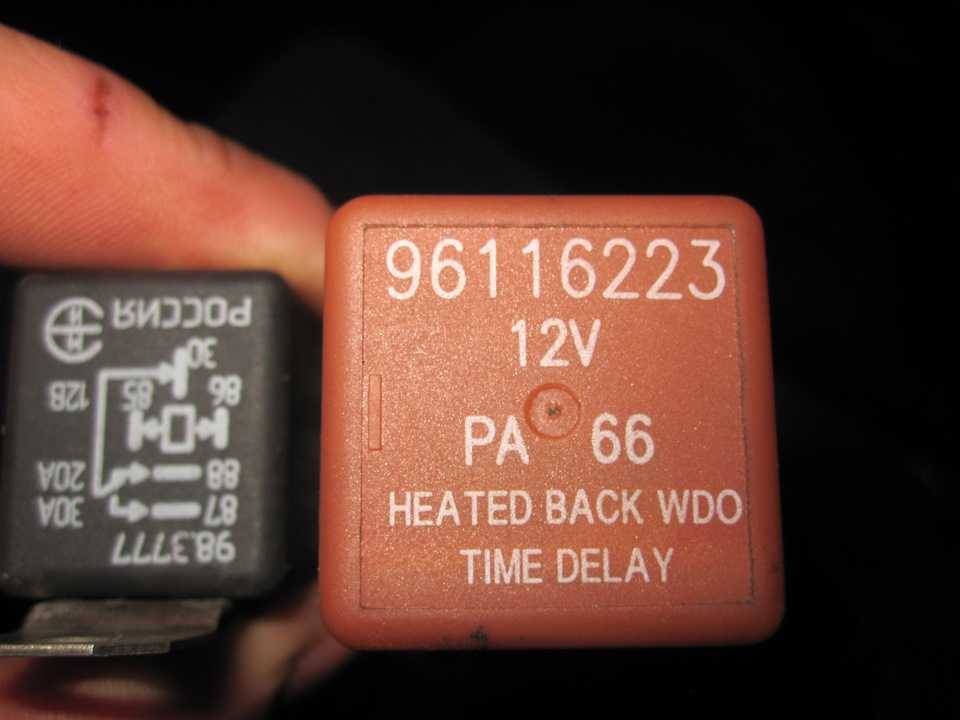 98.3777
87 30A
88 20A
86 85 12В
30
РОССИЯ
96116223
12V
PA 66
HEATED BACK WDO
TIME DELAY